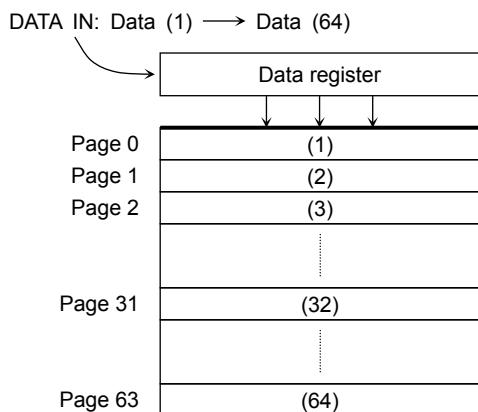 DATA IN: Data (1) ⟶ Data (64)
Data register
Page 0 (1)
Page 1 (2)
Page 2 (3)
Page 31 (32)
Page 63 (64)